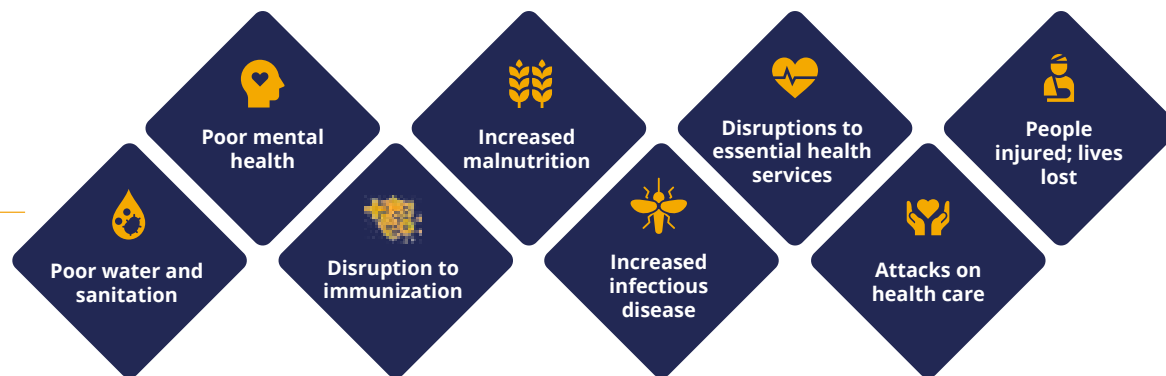 Poor mental
health
Increased
malnutrition
Disruptions to
essential health
services
People
injured; lives
lost
Poor water and
sanitation
Disruption to
immunization
Increased
infectious
disease
Attacks on
health care